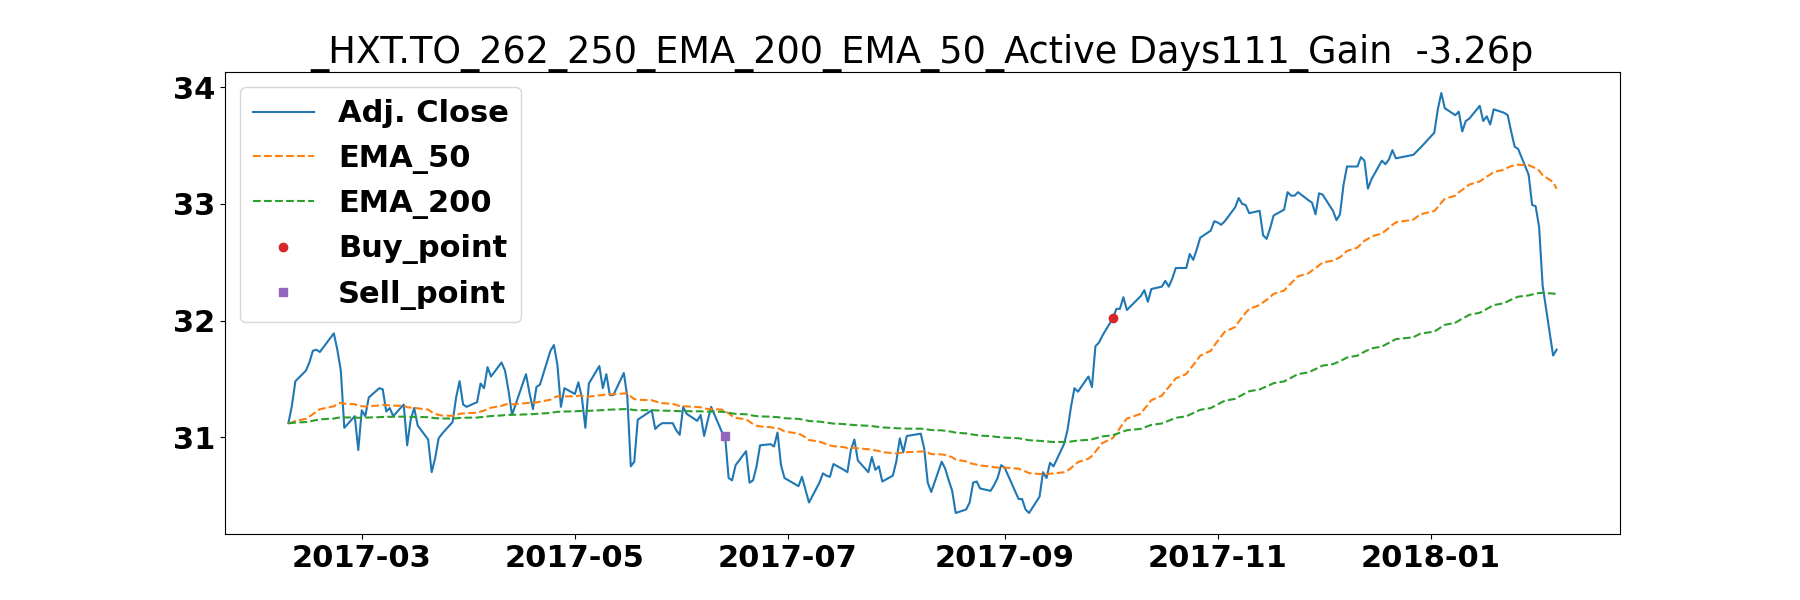 _HXT.TO_262_250_EMA_200_EMA_50_Active Days111_Gain  -3.26p
34
33
32
31
Adj. Close
EMA_50
EMA_200
Buy_point
Sell_point
2017-03
2017-05
2017-07
2017-09
2017-11
2018-01